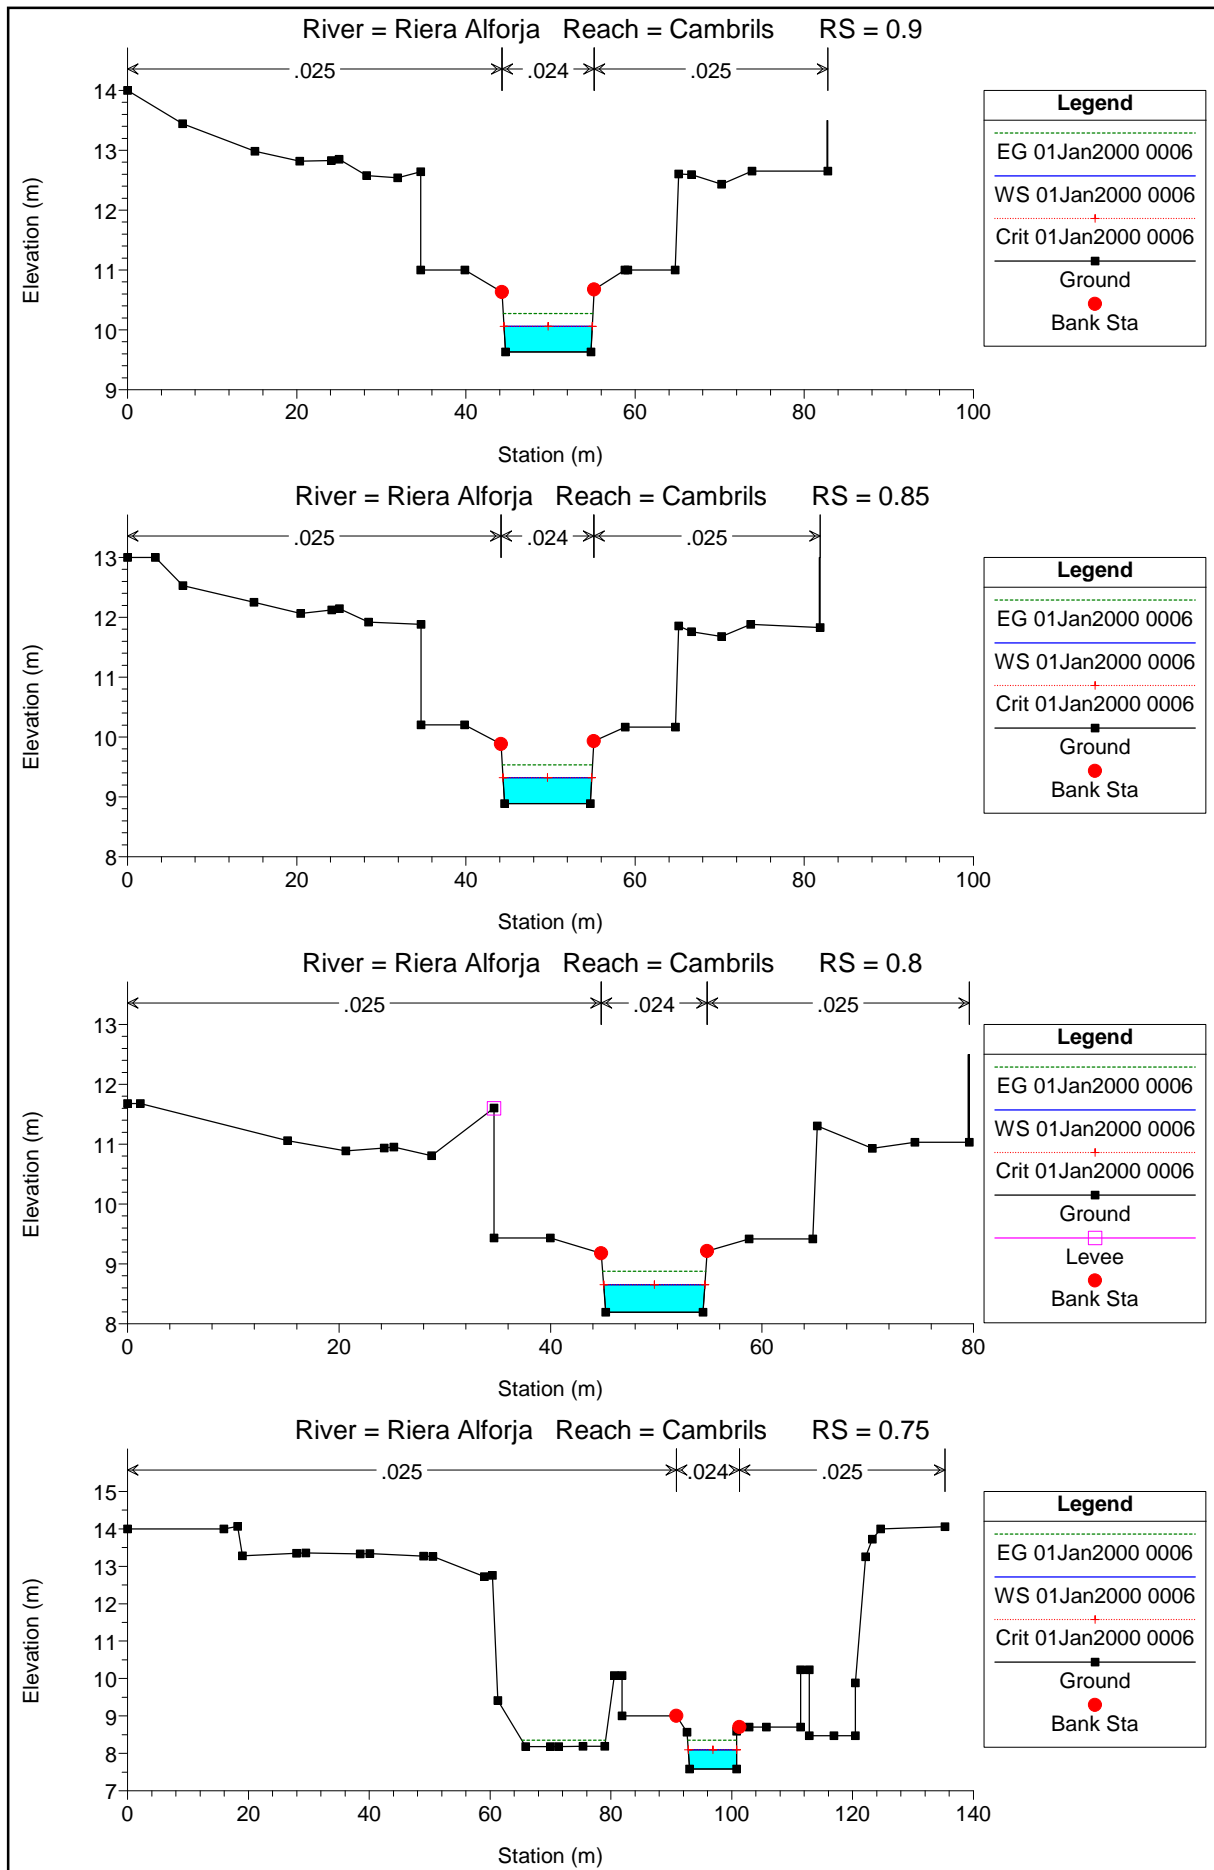 River = Riera Alforja Reach = Cambrils RS = 0.9
.025 .024 .025
14
13
12
11
10
9
Elevation (m)
0 20 40 60 80 100
Station (m)
Legend
EG 01Jan2000 0006
WS 01Jan2000 0006
Crit 01Jan2000 0006
Ground
Bank Sta
River = Riera Alforja Reach = Cambrils RS = 0.85
.025 .024 .025
13
12
11
10
9
8
Elevation (m)
0 20 40 60 80 100
Station (m)
Legend
EG 01Jan2000 0006
WS 01Jan2000 0006
Crit 01Jan2000 0006
Ground
Bank Sta
River = Riera Alforja Reach = Cambrils RS = 0.8
.025 .024 .025
13
12
11
10
9
8
Elevation (m)
0 20 40 60 80
Station (m)
Legend
EG 01Jan2000 0006
WS 01Jan2000 0006
Crit 01Jan2000 0006
Ground
Levee
Bank Sta
River = Riera Alforja Reach = Cambrils RS = 0.75
.025 .024 .025
15
14
13
12
11
10
9
8
7
Elevation (m)
0 20 40 60 80 100 120 140
Station (m)
Legend
EG 01Jan2000 0006
WS 01Jan2000 0006
Crit 01Jan2000 0006
Ground
Bank Sta